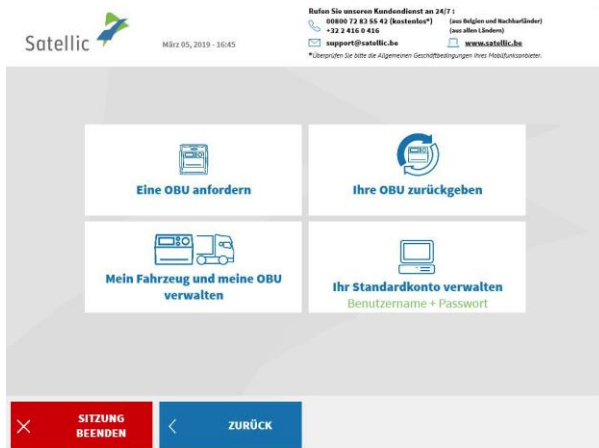 Satellic
März 05, 2019 - 16:45
Rufen Sie unseren Kundendienst an 24/7 :
00800 72 83 55 42 (kostenlos*) (aus Belgien und Nachbarländer)
+32 2 416 0 416 (aus allen Ländern)
support@satellic.be www.satellic.be
*Überprüfen Sie bitte die Allgemeinen Geschäftbedingungen Ihres Mobilfunkanbieter.
Eine OBU anfordern
Ihre OBU zurückgeben
Mein Fahrzeug und meine OBU
verwalten
Ihr Standardkonto verwalten
Benutzername + Passwort
SITZUNG
BEENDEN
ZURÜCK